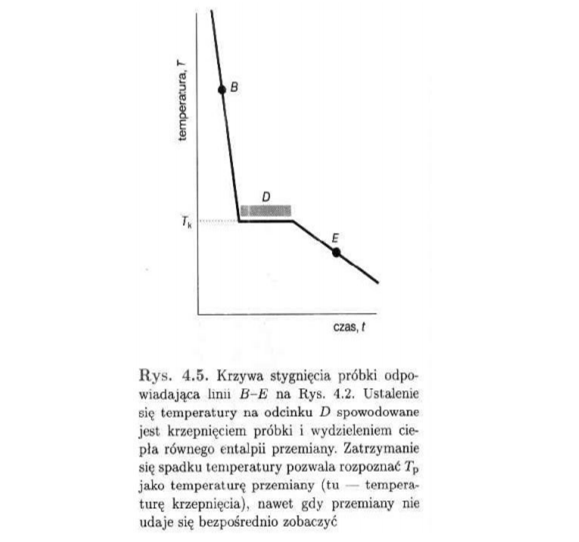 temperatura, T
B
D
Tk
E
czas, t
Rys. 4.5. Krzywa stygnięcia próbki odpo-
wiadająca linii B–E na Rys. 4.2. Ustalenie
się temperatury na odcinku D spowodowane
jest krzepnięciem próbki i wydzieleniem cie-
pła równego entalpii przemiany. Zatrzymanie
się spadku temperatury pozwala rozpoznać Tp
jako temperaturę przemiany (tu — tempera-
turę krzepnięcia), nawet gdy przemiany nie
udaje się bezpośrednio zobaczyć